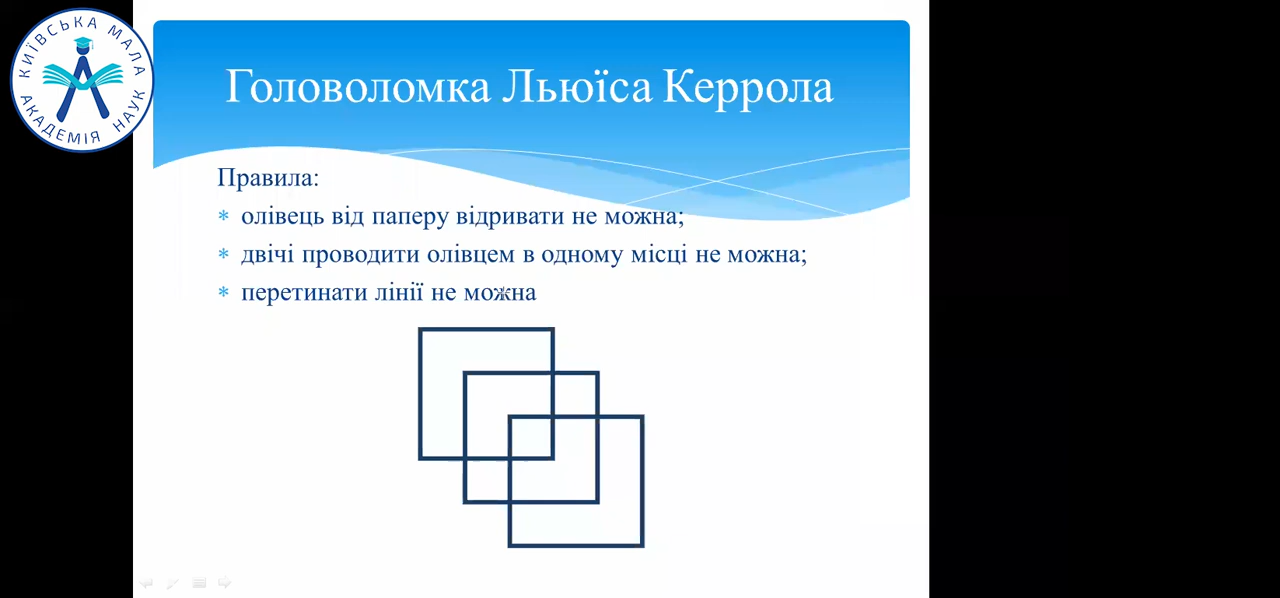 КИЇВСЬКА МАЛА
АКАДЕМІЯ НАУК
Головоломка Льюїса Керрола
Правила:
олівець від паперу відривати не можна;
двічі проводити олівцем в одному місці не можна;
перетинати лінії не можна